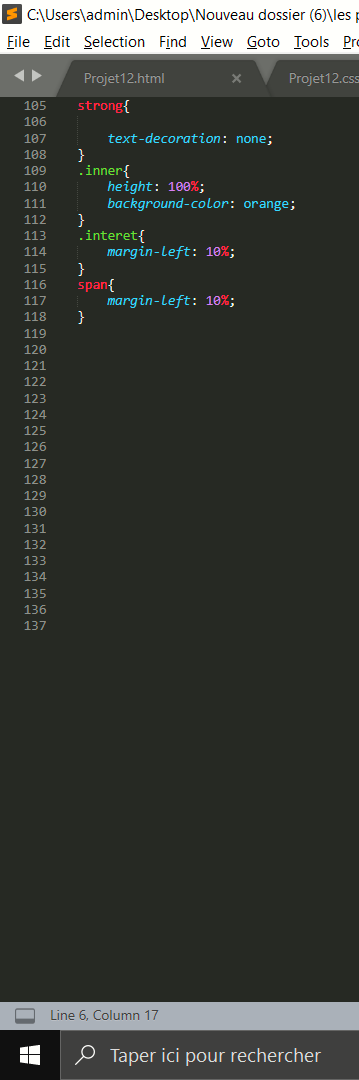 C:\Users\admin\Desktop\Nouveau dossier (6)\les p
File Edit Selection Find View Goto Tools Pr
Projet12.html × Projet12.css
105 strong{
106
107 text-decoration: none;
108 }
109 .inner{
110 height: 100%;
111 background-color: orange;
112 }
113 .interet{
114 margin-left: 10%;
115 }
116 span{
117 margin-left: 10%;
118 }
119
120
121
122
123
124
125
126
127
128
129
130
131
132
133
134
135
136
137
Line 6, Column 17
Taper ici pour rechercher